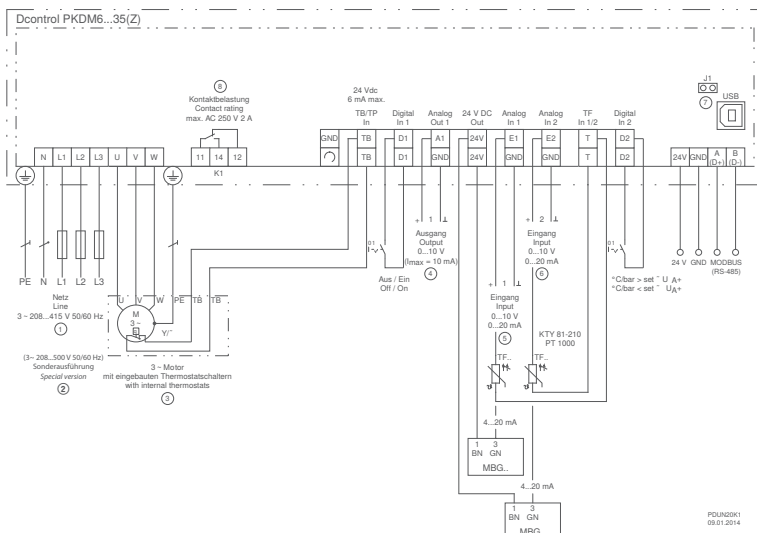 Dcontrol PKDM6...35(Z)
8
Kontaktbelastung
Contact rating
max. AC 250 V 2 A
24 Vdc
6 mA max.
TB/TP
In
Digital
In 1
Analog
Out 1
24 V DC
Out
Analog
In 1
Analog
In 2
TF
In 1/2
Digital
In 2
J1
7
USB
GND TB D1 A1 24V E1 E2 T D2
N L1 L2 L3 U V W
11 14 12
TB D1 GND 24V GND GND T D2
24V GND A (D+) B (D-)
K1
PE N L1 L2 L3
Netz
Line
3 ~ 208...415 V 50/60 Hz
1
(3~ 208...500 V 50/60 Hz)
Sonderausführung
Special version
2
U V W PE TB TB
M
3 ~
Y/¨
3 ~ Motor
mit eingebauten Thermostatschaltern
with internal thermostats
3
0 1
Aus / Ein
Off / On
+ 1 ⊥
Ausgang
Output
0...10 V
(Imax = 10 mA)
4
+ 1 ⊥
Eingang
Input
0...10 V
0...20 mA
5
+ 2 ⊥
Eingang
Input
0...10 V
0...20 mA
6
KTY 81-210
PT 1000
TF.. TF..
0 1
°C/bar > set ¨ U A+
°C/bar < set ¨ UA+
24 V GND MODBUS
(RS-485)
4...20 mA
1 3
BN GN
MBG..
4...20 mA
1 3
BN GN
MBG..
PDUN20K1
09.01.2014